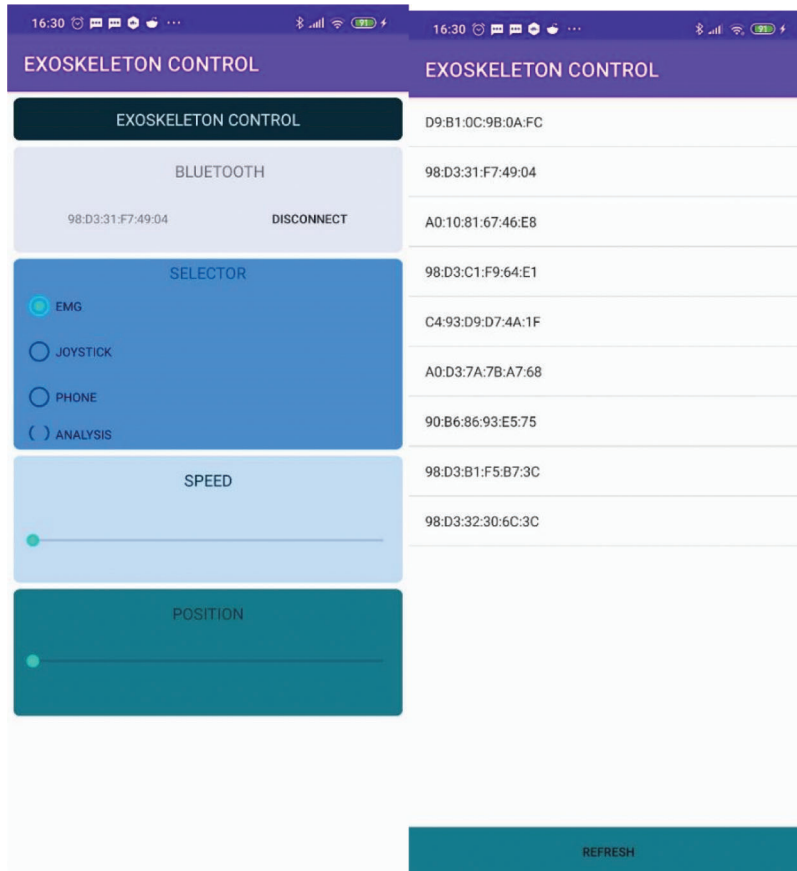 16:30
91
EXOSKELETON CONTROL
EXOSKELETON CONTROL
BLUETOOTH
98:D3:31:F7:49:04 DISCONNECT
SELECTOR
EMG
JOYSTICK
PHONE
ANALYSIS
SPEED
POSITION
16:30
91
EXOSKELETON CONTROL
D9:B1:0C:9B:0A:FC
98:D3:31:F7:49:04
A0:10:81:67:46:E8
98:D3:C1:F9:64:E1
C4:93:D9:D7:4A:1F
A0:D3:7A:7B:A7:68
90:B6:86:93:E5:75
98:D3:B1:F5:B7:3C
98:D3:32:30:6C:3C
REFRESH